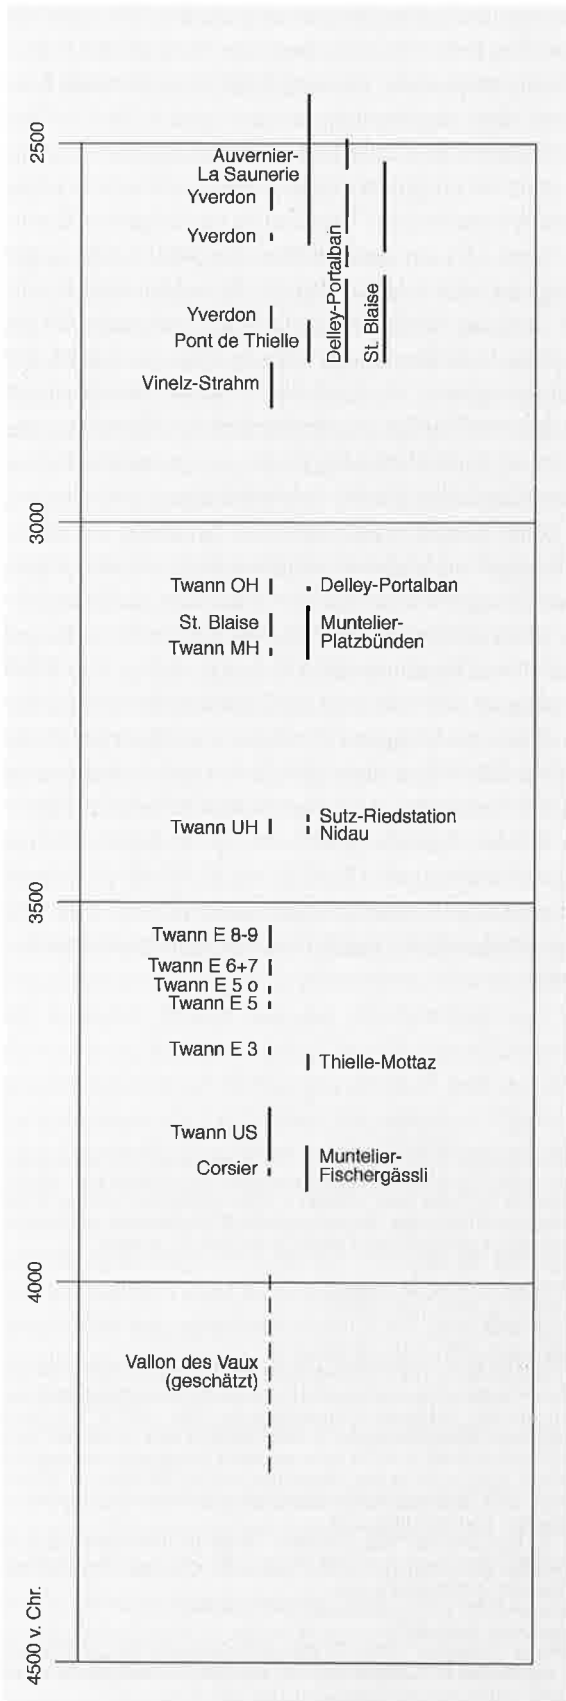 2500
Auvernier-
La Saunerie
Yverdon
Yverdon
Delley-Portalban
St. Blaise
Yverdon
Pont de Thielle
Vinelz-Strahm
3000
Twann OH
Delley-Portalban
St. Blaise
Muntelier-
Platzbünden
Twann MH
Twann UH
Sutz-Riedstation
Nidau
3500
Twann E 8-9
Twann E 6+7
Twann E 5 o
Twann E 5
Twann E 3
Thielle-Mottaz
Twann US
Corsier
Muntelier-
Fischergässli
4000
Vallon des Vaux
(geschätzt)
4500 v. Chr.